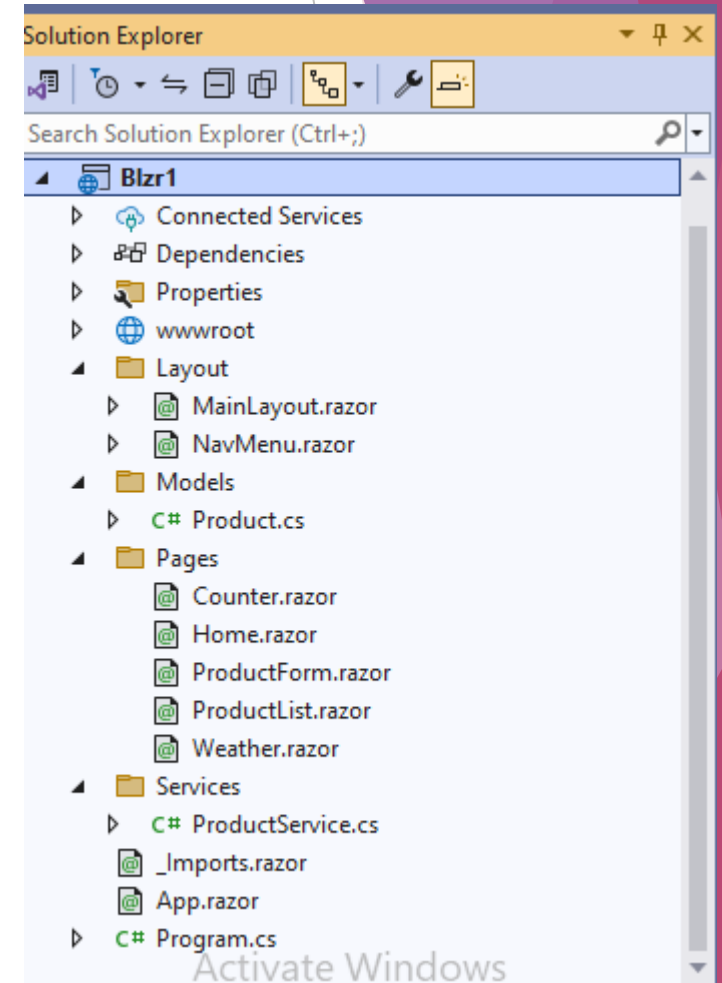 Solution Explorer
Search Solution Explorer (Ctrl+;)
Blzr1
Connected Services
Dependencies
Properties
wwwroot
Layout
MainLayout.razor
NavMenu.razor
Models
C# Product.cs
Pages
Counter.razor
Home.razor
ProductForm.razor
ProductList.razor
Weather.razor
Services
C# ProductService.cs
_Imports.razor
App.razor
C# Program.cs
Activate Windows